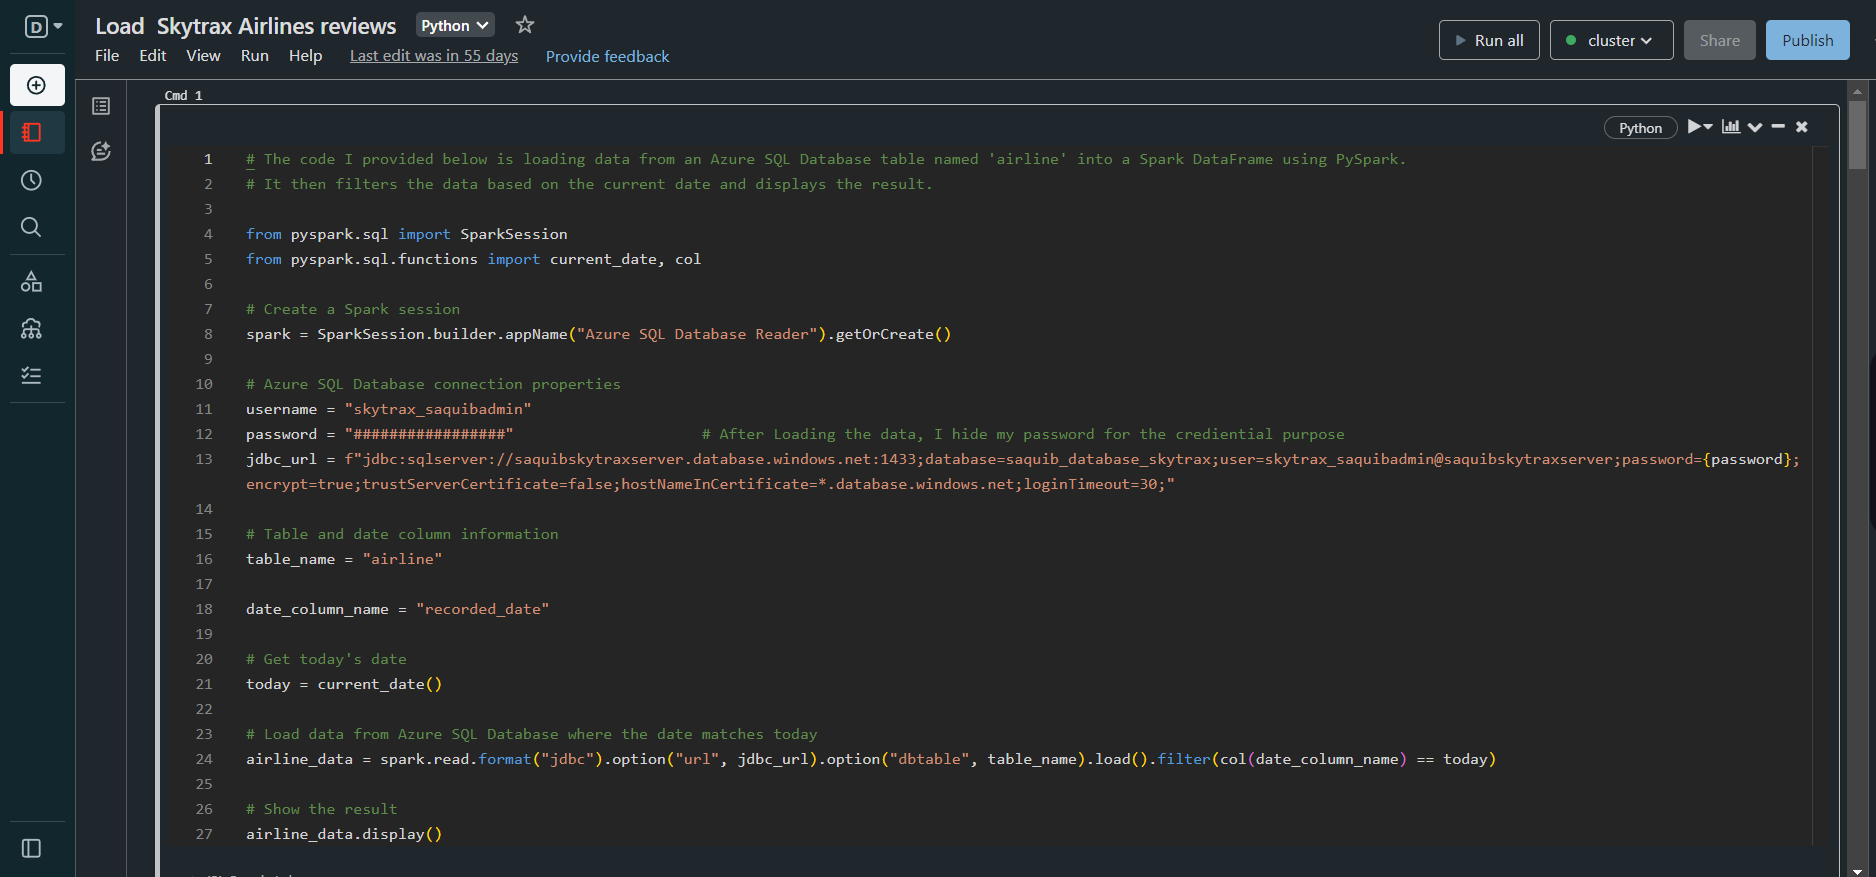 D
Load  Skytrax Airlines reviews
Python
File Edit View Run Help Last edit was in 55 days Provide feedback
Run all
cluster
Share
Publish
Cmd 1
Python
1 # The code I provided below is loading data from an Azure SQL Database table named 'airline' into a Spark DataFrame using PySpark.
2 # It then filters the data based on the current date and displays the result.
3
4 from pyspark.sql import SparkSession
5 from pyspark.sql.functions import current_date, col
6
7 # Create a Spark session
8 spark = SparkSession.builder.appName("Azure SQL Database Reader").getOrCreate()
9
10 # Azure SQL Database connection properties
11 username = "skytrax_saquibadmin"
12 password = "#################" # After Loading the data, I hide my password for the crediential purpose
13 jdbc_url = f"jdbc:sqlserver://saquibskytraxserver.database.windows.net:1433;database=saquib_database_skytrax;user=skytrax_saquibadmin@saquibskytraxserver;password={password};
encrypt=true;trustServerCertificate=false;hostNameInCertificate=*.database.windows.net;loginTimeout=30;"
14
15 # Table and date column information
16 table_name = "airline"
17
18 date_column_name = "recorded_date"
19
20 # Get today's date
21 today = current_date()
22
23 # Load data from Azure SQL Database where the date matches today
24 airline_data = spark.read.format("jdbc").option("url", jdbc_url).option("dbtable", table_name).load().filter(col(date_column_name) == today)
25
26 # Show the result
27 airline_data.display()